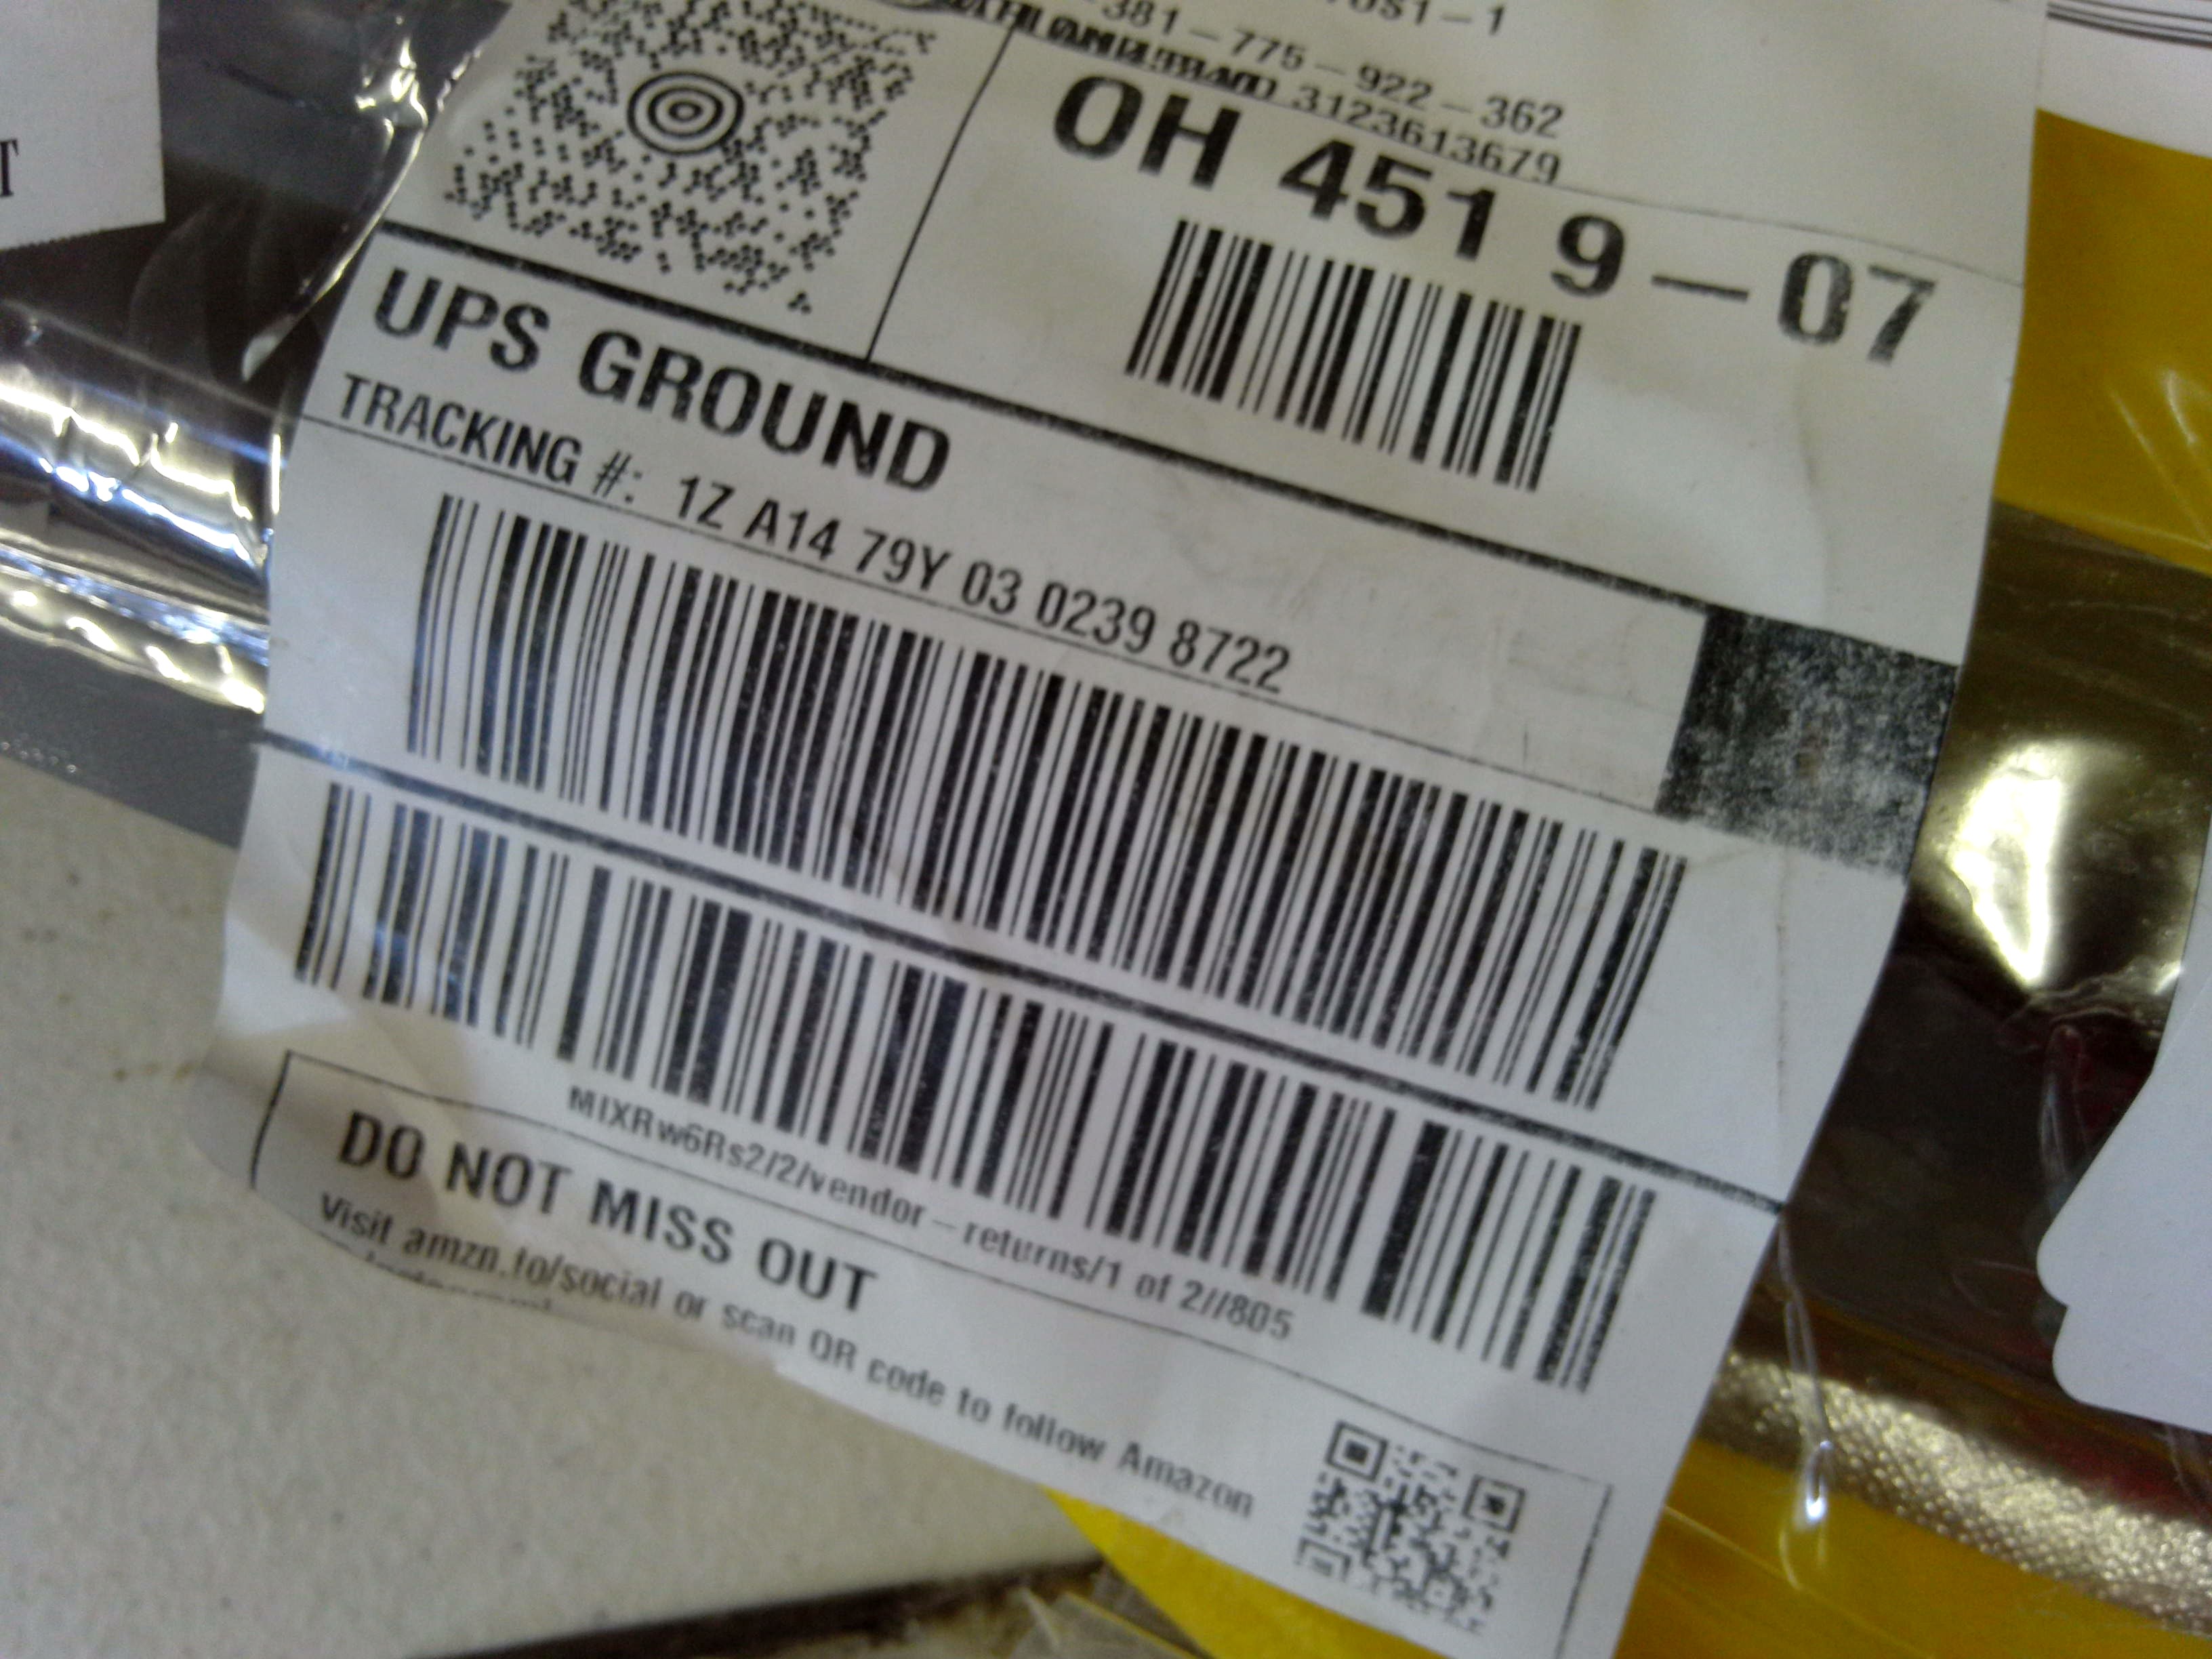 T
381-775-922-362
3123613679
OH 451 9-07
UPS GROUND
TRACKING #: 1Z A14 79Y 03 0239 8722
MIXRw6Rs2/2/vendor-returns/1 of 2//805
DO NOT MISS OUT
Visit amzn.to/social or scan QR code to follow Amazon